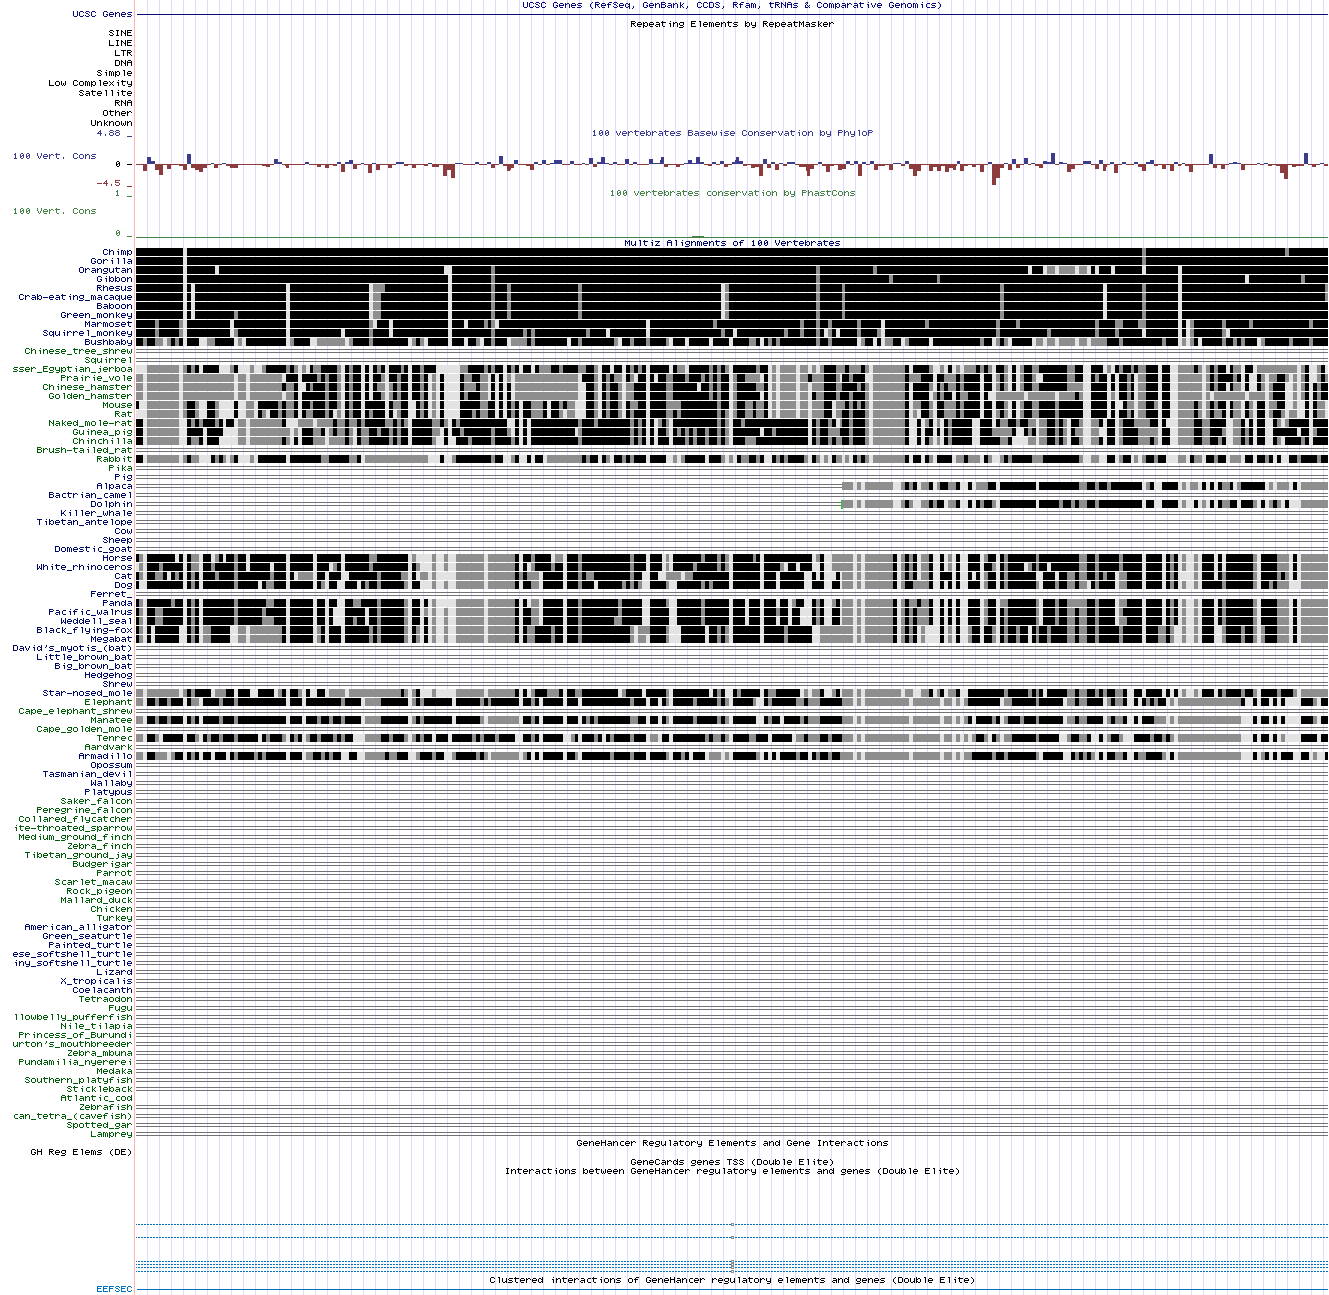 UCSC Genes (RefSeq, GenBank, CCDS, Rfam, tRNAs & Comparative Genomics)
UCSC Genes
Repeating Elements by RepeatMasker
SINE
LINE
LTR
DNA
Simple
Low Complexity
Satellite
RNA
Other
Unknown
4.88 _
100 vertebrates Basewise Conservation by PhyloP
100 Vert. Cons
0 _
-4.5 _
1 _
100 vertebrates conservation by PhastCons
100 Vert. Cons
0 _
Multiz Alignments of 100 Vertebrates
Chimp
Gorilla
Orangutan
Gibbon
Rhesus
Crab-eating_macaque
Baboon
Green_monkey
Marmoset
Squirrel_monkey
Bushbaby
Chinese_tree_shrew
Squirrel
sser_Egyptian_jerboa
Prairie_vole
Chinese_hamster
Golden_hamster
Mouse
Rat
Naked_mole-rat
Guinea_pig
Chinchilla
Brush-tailed_rat
Rabbit
Pika
Pig
Alpaca
Bactrian_camel
Dolphin
Killer_whale
Tibetan_antelope
Cow
Sheep
Domestic_goat
Horse
White_rhinoceros
Cat
Dog
Ferret_
Panda
Pacific_walrus
Weddell_seal
Black_flying-fox
Megabat
David's_myotis_(bat)
Little_brown_bat
Big_brown_bat
Hedgehog
Shrew
Star-nosed_mole
Elephant
Cape_elephant_shrew
Manatee
Cape_golden_mole
Tenrec
Aardvark
Armadillo
Opossum
Tasmanian_devil
Wallaby
Platypus
Saker_falcon
Peregrine_falcon
Collared_flycatcher
ite-throated_sparrow
Medium_ground_finch
Zebra_finch
Tibetan_ground_jay
Budgerigar
Parrot
Scarlet_macaw
Rock_pigeon
Mallard_duck
Chicken
Turkey
American_alligator
Green_seaturtle
Painted_turtle
ese_softshell_turtle
iny_softshell_turtle
Lizard
X_tropicalis
Coelacanth
Tetraodon
Fugu
llowbelly_pufferfish
Nile_tilapia
Princess_of_Burundi
urton's_mouthbreeder
Zebra_mbuna
Pundamilia_nyererei
Medaka
Southern_platyfish
Stickleback
Atlantic_cod
Zebrafish
can_tetra_(cavefish)
Spotted_gar
Lamprey
GeneHancer Regulatory Elements and Gene Interactions
GH Reg Elems (DE)
GeneCards genes TSS (Double Elite)
Interactions between GeneHancer regulatory elements and genes (Double Elite)
Clustered interactions of GeneHancer regulatory elements and genes (Double Elite)
EEFSEC